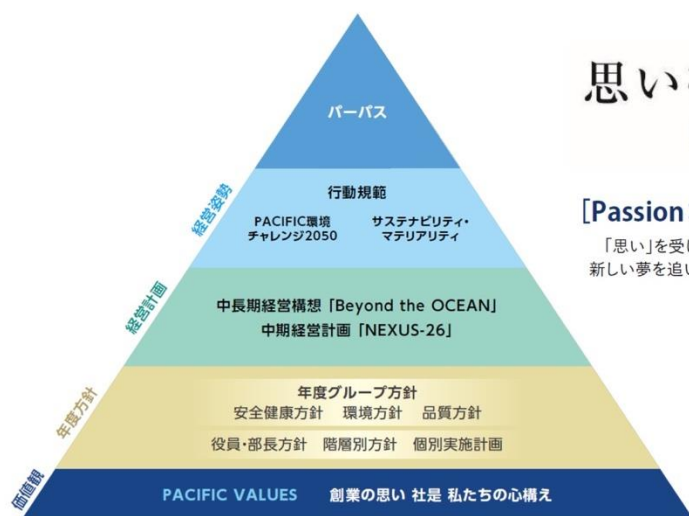 パーパス
経営姿勢
行動規範
PACIFIC環境
チャレンジ2050
サステナビリティ・
マテリアリティ
経営計画
中長期経営構想「Beyond the OCEAN」
中期経営計画「NEXUS-26」
年度方針
年度グループ方針
安全健康方針 環境方針 品質方針
役員・部長方針 階層別方針 個別実施計画
価値観
PACIFIC VALUES 創業の思い 社是 私たちの心構え
思い
[Passion
「思い」を受け
新しい夢を追い